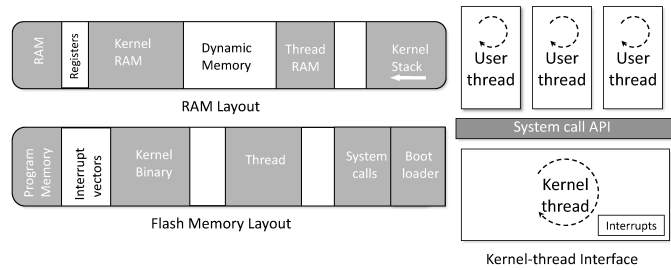 RAM
Registers
Kernel
RAM
Dynamic
Memory
Thread
RAM
Kernel
Stack
RAM Layout
Program
Memory
Interrupt
vectors
Kernel
Binary
Thread
System
calls
Boot
loader
Flash Memory Layout
User
thread
User
thread
User
thread
System call API
Kernel
thread
Interrupts
Kernel-thread Interface